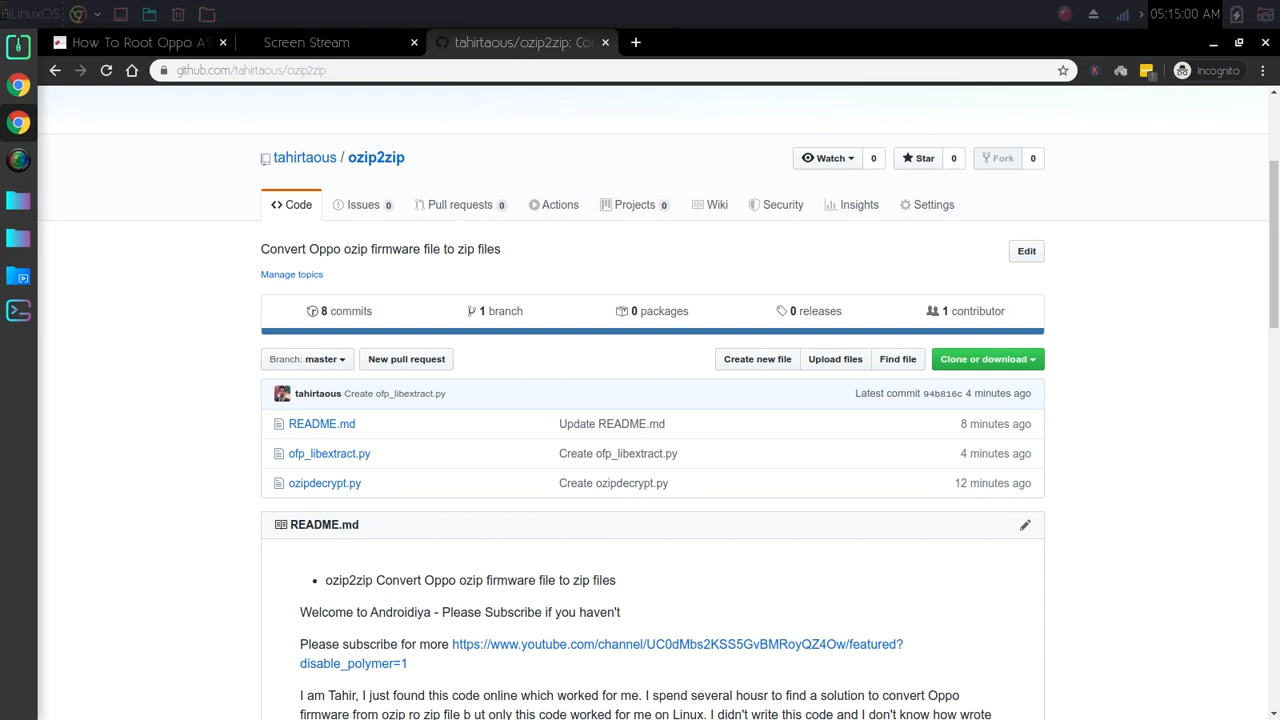 HiLinuxOS 05:15:00 AM
How To Root Oppo A5 Screen Stream tahirtaous/ozip2zip: Co
github.com/tahirtaous/ozip2zip Incognito
tahirtaous / ozip2zip Watch 0 Star 0 Fork 0
Code Issues 0 Pull requests 0 Actions Projects 0 Wiki Security Insights Settings
Convert Oppo ozip firmware file to zip files Edit
Manage topics
8 commits 1 branch 0 packages 0 releases 1 contributor
Branch: master New pull request Create new file Upload files Find file Clone or download
tahirtaous Create ofp_libextract.py Latest commit 94b816c 4 minutes ago
README.md Update README.md 8 minutes ago
ofp_libextract.py Create ofp_libextract.py 4 minutes ago
ozipdecrypt.py Create ozipdecrypt.py 12 minutes ago
README.md
• ozip2zip Convert Oppo ozip firmware file to zip files
Welcome to Androidiya - Please Subscribe if you haven't
Please subscribe for more https://www.youtube.com/channel/UC0dMbs2KSS5GvBMRoyQZ4Ow/featured?
disable_polymer=1
I am Tahir, I just found this code online which worked for me. I spend several housr to find a solution to convert Oppo
firmware from ozip ro zip file b ut only this code worked for me on Linux. I didn't write this code and I don't know how wrote